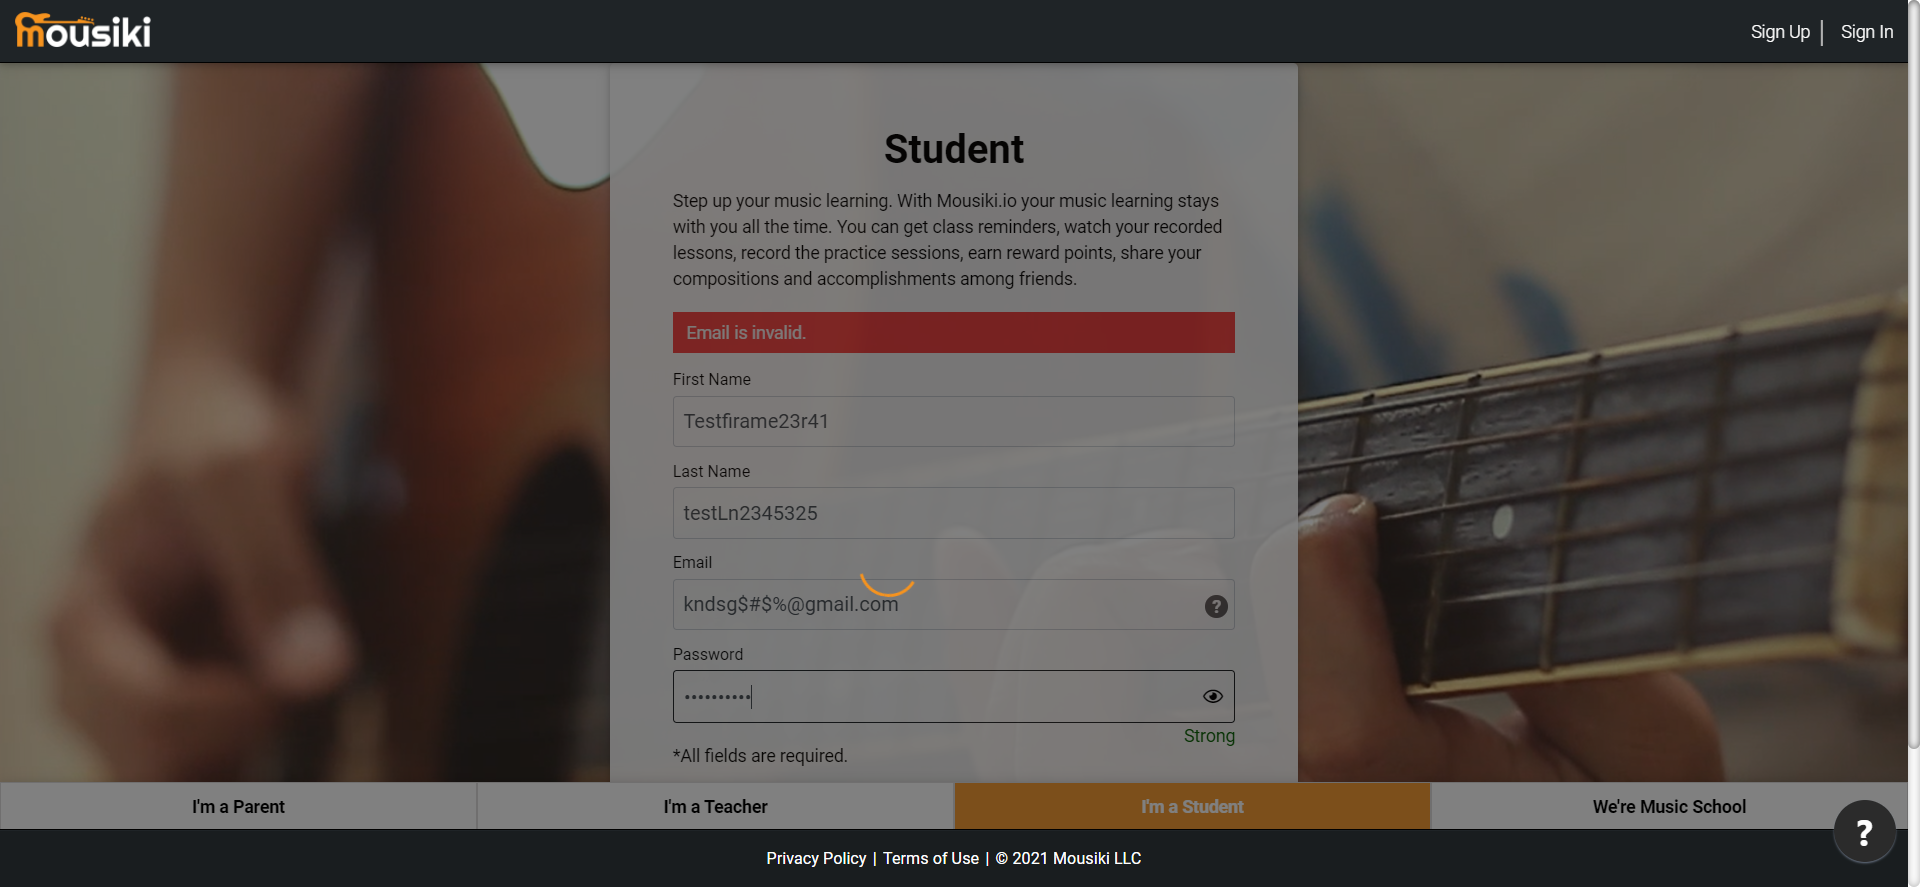 mousiki
Sign Up | Sign In
Student
Step up your music learning. With Mousiki.io your music learning stays
with you all the time. You can get class reminders, watch your recorded
lessons, record the practice sessions, earn reward points, share your
compositions and accomplishments among friends.
Email is invalid.
First Name
Testfirame23r41
Last Name
testLn2345325
Email
kndsg$#$%@gmail.com
?
Password
••••••••••
Strong
*All fields are required.
I'm a Parent
I'm a Teacher
I'm a Student
We're Music School
?
Privacy Policy | Terms of Use | © 2021 Mousiki LLC